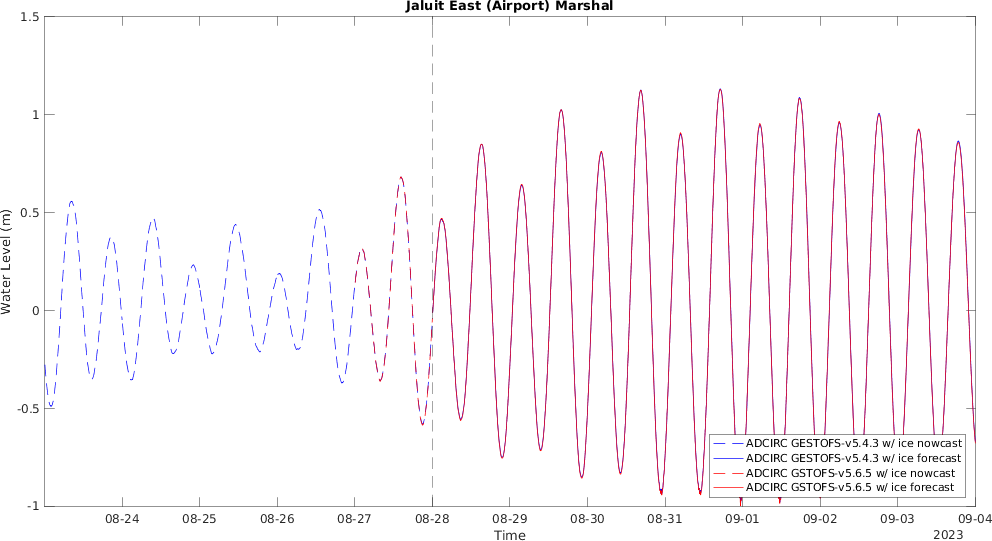 Jaluit East (Airport) Marshal
1.5
1
0.5
0
-0.5
-1
Water Level (m)
08-24 08-25 08-26 08-27 08-28 08-29 08-30 08-31 09-01 09-02 09-03 09-04
Time
2023
ADCIRC GESTOFS-v5.4.3 w/ ice nowcast
ADCIRC GESTOFS-v5.4.3 w/ ice forecast
ADCIRC GSTOFS-v5.6.5 w/ ice nowcast
ADCIRC GSTOFS-v5.6.5 w/ ice forecast